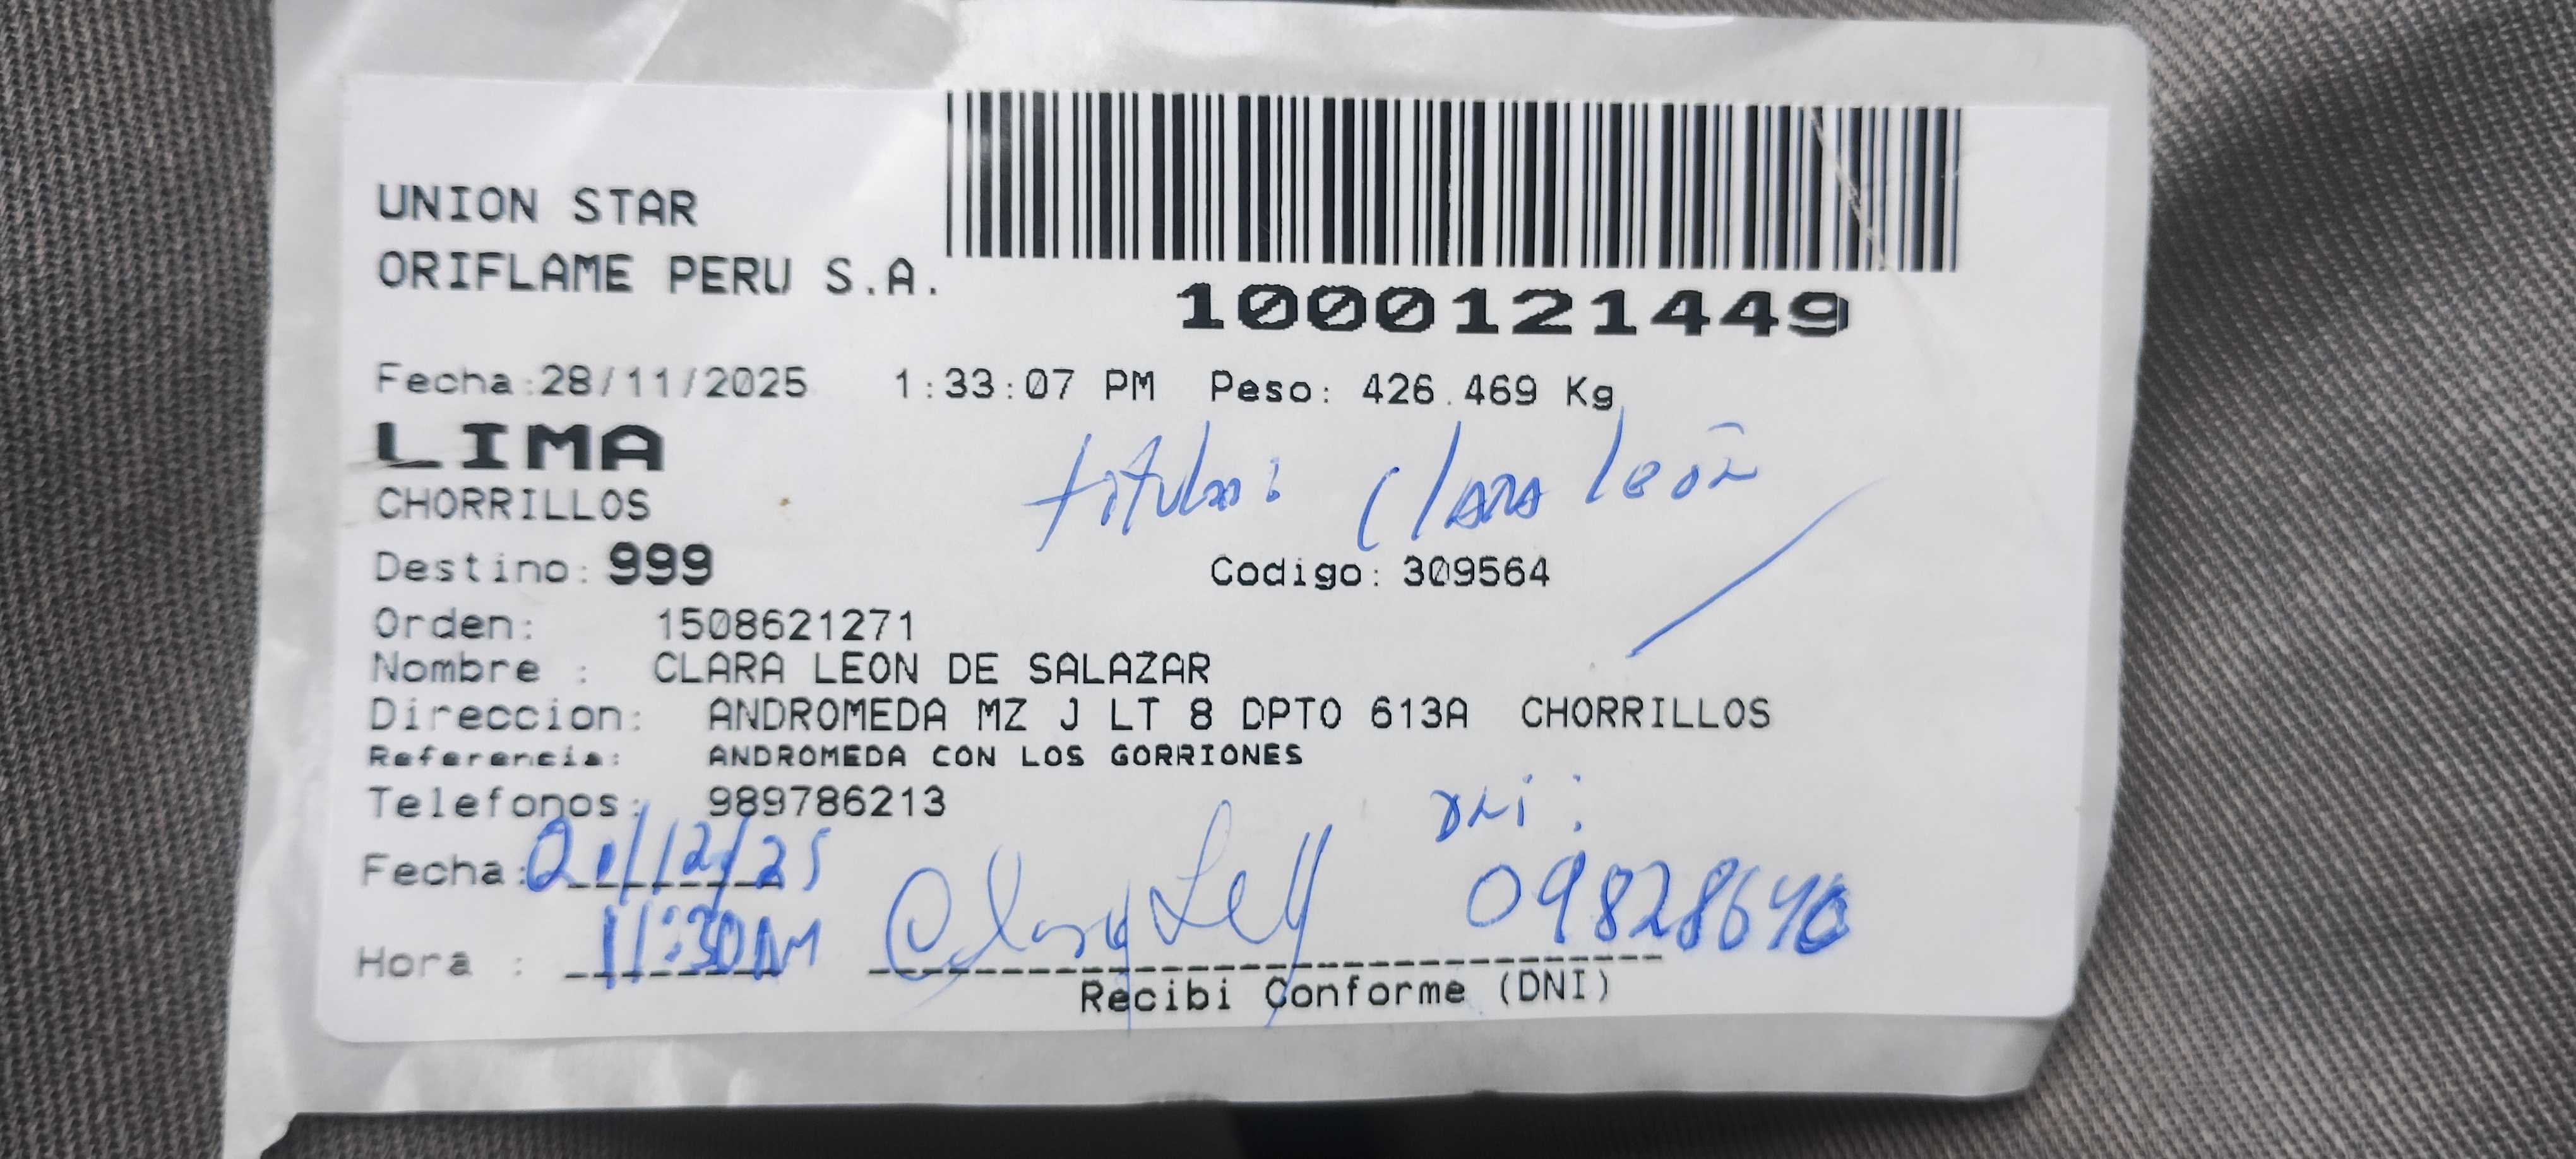 UNION STAR
ORIFLAME PERU S.A.
1000121449
Fecha:28/11/2025 1:33:07 PM Peso: 426.469 Kg
LIMA
titular: Clara león
CHORRILLOS
Destino: 999 Codigo: 309564
Orden: 1508621271
Nombre : CLARA LEON DE SALAZAR
Direccion: ANDROMEDA MZ J LT 8 DPTO 613A CHORRILLOS
Referencia: ANDROMEDA CON LOS GORRIONES
Telefonos: 989786213
DNi:
Fecha: 01/12/25
Hora : 11:30AM
Recibi Conforme (DNI)